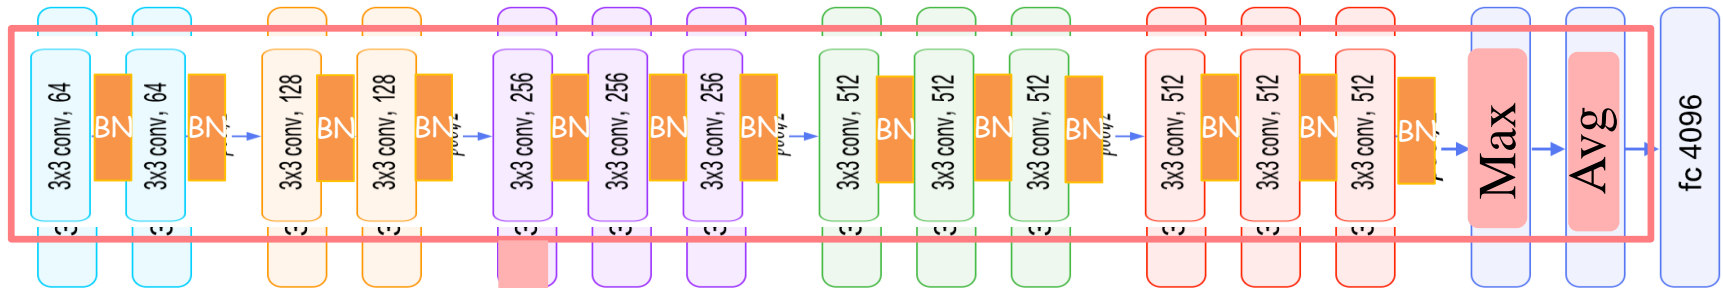 3x3 conv, 64
BN
3x3 conv, 64
BN
3x3 conv, 128
BN
3x3 conv, 128
BN
3x3 conv, 256
BN
3x3 conv, 256
BN
3x3 conv, 256
BN
3x3 conv, 512
BN
3x3 conv, 512
BN
3x3 conv, 512
BN
3x3 conv, 512
BN
3x3 conv, 512
BN
3x3 conv, 512
BN
Max
Avg
fc 4096